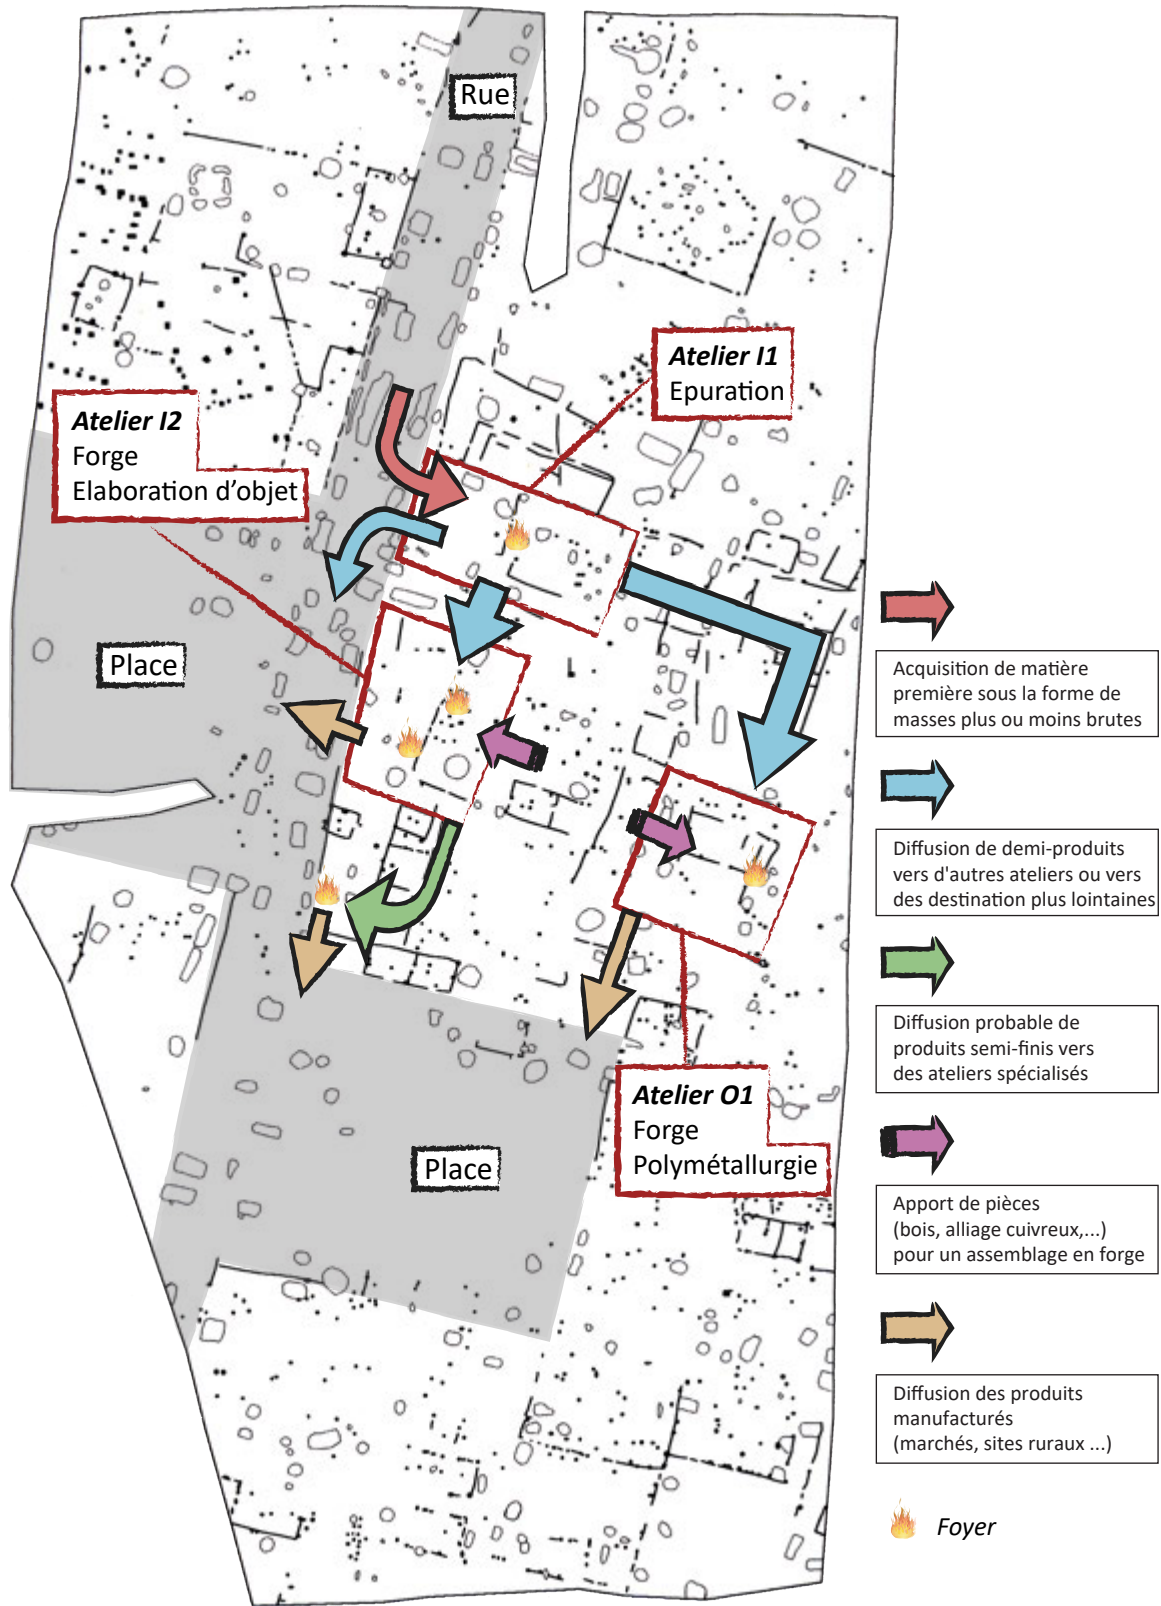 Rue
Atelier I1
Epuration
Atelier I2
Forge
Elaboration d'objet
Place
Acquisition de matière
première sous la forme de
masses plus ou moins brutes
Diffusion de demi-produits
vers d'autres ateliers ou vers
des destination plus lointaines
Diffusion probable de
produits semi-finis vers
des ateliers spécialisés
Atelier O1
Forge
Polymétallurgie
Place
Apport de pièces
(bois, alliage cuivreux,...)
pour un assemblage en forge
Diffusion des produits
manufacturés
(marchés, sites ruraux ...)
Foyer